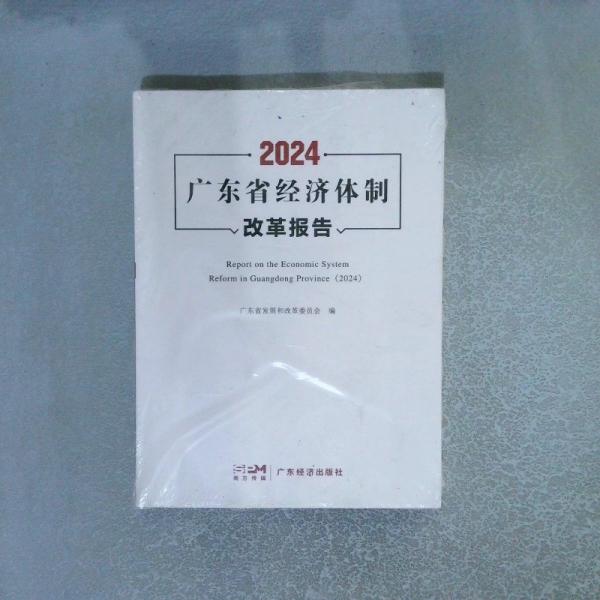 2024
广东省经济体制
改革报告
Report on the Economic System
Reform in Guangdong Province (2024)
广东省发展和改革委员会 编
SPM
南方传媒
广东经济出版社